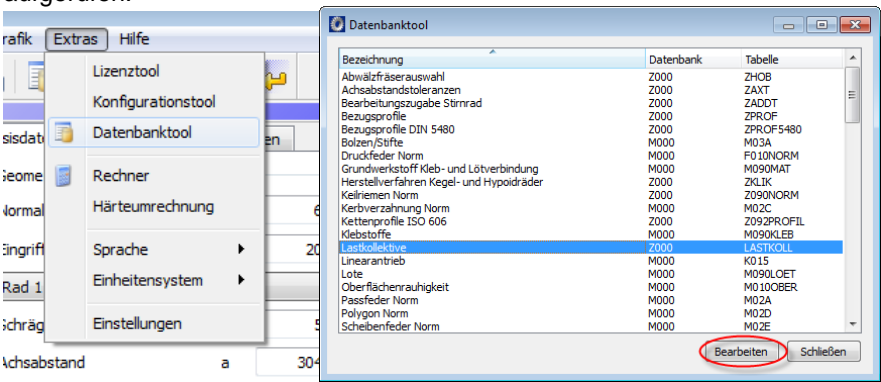 aufgerufen.
rafik Extras Hilfe
Lizenztool
Konfigurationstool
Datenbanktool
Rechner
Härteumrechnung
Sprache
Einheitensystem
Einstellungen
sisdat
en
Geome
Normal
6
Eingriff
20
Rad 1
Schräg
5
Achsabstand a 304
Datenbanktool
Bezeichnung Datenbank Tabelle
Abwälzfräserauswahl Z000 ZHOB
Achsabstandstoleranzen Z000 ZAXT
Bearbeitungszugabe Stirnrad Z000 ZADDT
Bezugsprofile Z000 ZPROF
Bezugsprofile DIN 5480 Z000 ZPROF5480
Bolzen/Stifte M000 M03A
Druckfeder Norm M000 F010NORM
Grundwerkstoff Kleb- und Lötverbindung M000 M090MAT
Herstellverfahren Kegel- und Hypoidräder Z000 ZKLIK
Keilriemen Norm Z000 Z090NORM
Kerbverzahnung Norm M000 M02C
Kettenprofile ISO 606 Z000 Z092PROFIL
Klebstoffe M000 M090KLEB
Lastkollektive Z000 LASTKOLL
Linearantrieb M000 K015
Lote M000 M090LOET
Oberflächenrauhigkeit M000 M010OBER
Passfeder Norm M000 M02A
Polygon Norm M000 M02D
Scheibenfeder Norm M000 M02E
Bearbeiten Schließen